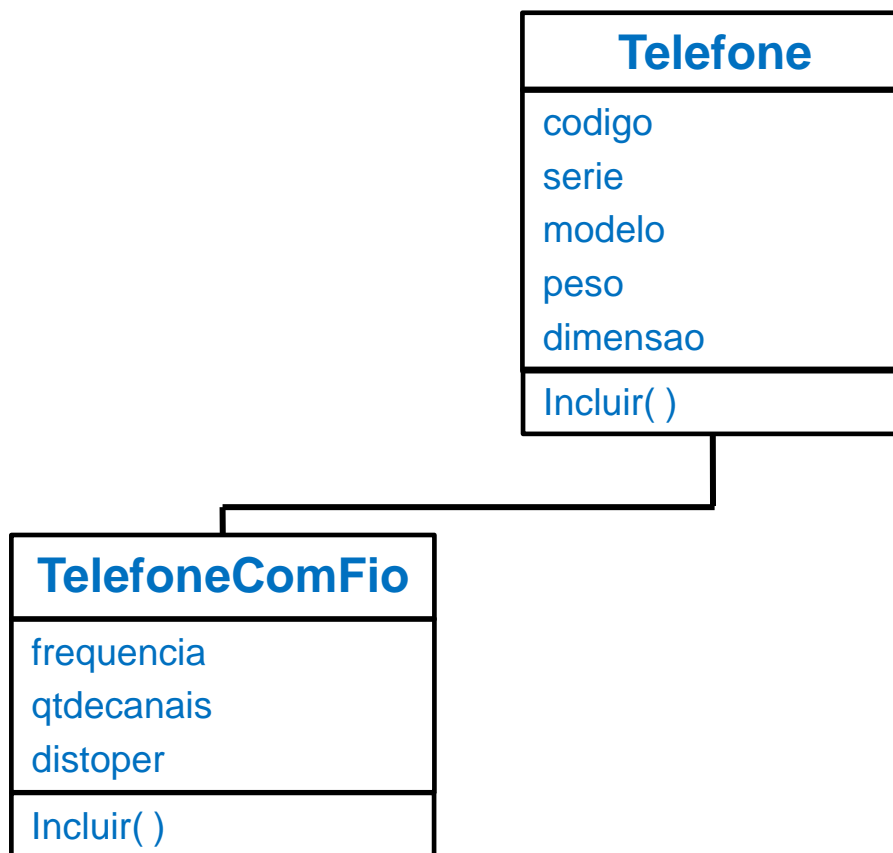 Telefone
codigo
serie
modelo
peso
dimensao
Incluir( )
TelefoneComFio
frequencia
qtdecanais
distoper
Incluir( )